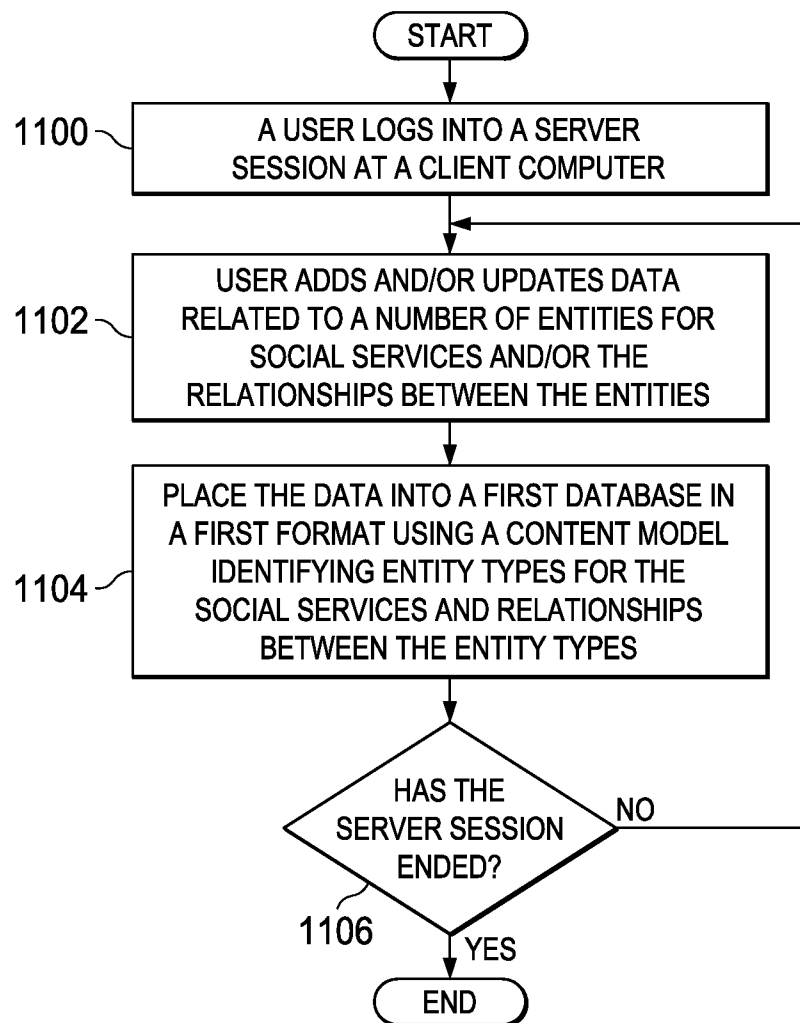 START
1100
A USER LOGS INTO A SERVER
SESSION AT A CLIENT COMPUTER
1102
USER ADDS AND/OR UPDATES DATA
RELATED TO A NUMBER OF ENTITIES FOR
SOCIAL SERVICES AND/OR THE
RELATIONSHIPS BETWEEN THE ENTITIES
1104
PLACE THE DATA INTO A FIRST DATABASE IN
A FIRST FORMAT USING A CONTENT MODEL
IDENTIFYING ENTITY TYPES FOR THE
SOCIAL SERVICES AND RELATIONSHIPS
BETWEEN THE ENTITY TYPES
HAS THE
SERVER SESSION
ENDED?
NO
1106
YES
END